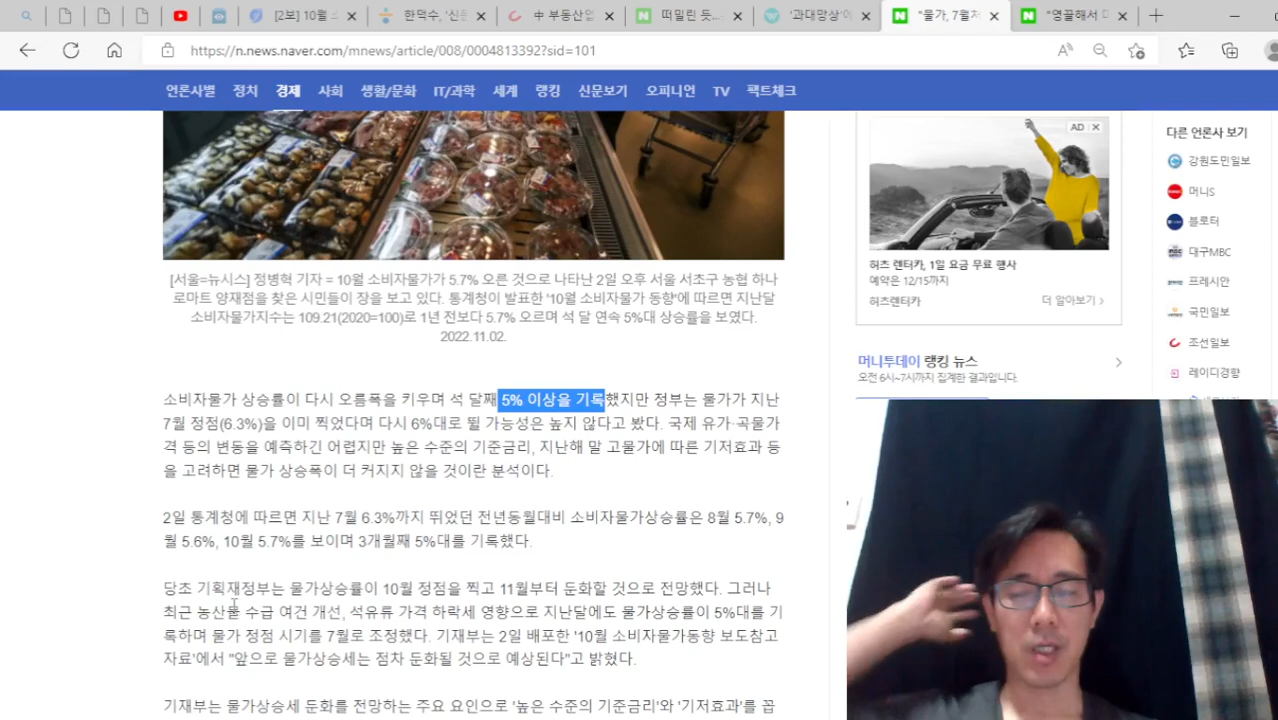 [2보] 10월 소
한덕수, '신
中 부동산업
떠밀린 듯...
'과대망상'에
"물가, 7월처
"영끌해서 
https://n.news.naver.com/mnews/article/008/0004813392?sid=101
언론사별 정치 경제 사회 생활/문화 IT/과학 세계 랭킹 신문보기 오피니언 TV 팩트체크
AD
허츠 렌터카, 1일 요금 무료 행사
예약은 12/15까지
허츠렌터카 더 알아보기
머니투데이 랭킹 뉴스
오전 6시~7시까지 집계한 결과입니다.
다른 언론사 보기
강원도민일보
머니S
블로터
대구MBC
프레시안
국민일보
조선일보
레이디경향
[서울=뉴시스] 정병혁 기자 = 10월 소비자물가가 5.7% 오른 것으로 나타난 2일 오후 서울 서초구 농협 하나
로마트 양재점을 찾은 시민들이 장을 보고 있다. 통계청이 발표한 '10월 소비자물가 동향'에 따르면 지난달
소비자물가지수는 109.21(2020=100)로 1년 전보다 5.7% 오르며 석 달 연속 5%대 상승률을 보였다.
2022.11.02.
소비자물가 상승률이 다시 오름폭을 키우며 석 달째 5% 이상을 기록했지만 정부는 물가가 지난
7월 정점(6.3%)을 이미 찍었다며 다시 6%대로 뛸 가능성은 높지 않다고 봤다. 국제 유가·곡물가
격 등의 변동을 예측하긴 어렵지만 높은 수준의 기준금리, 지난해 말 고물가에 따른 기저효과 등
을 고려하면 물가 상승폭이 더 커지지 않을 것이란 분석이다.
2일 통계청에 따르면 지난 7월 6.3%까지 뛰었던 전년동월대비 소비자물가상승률은 8월 5.7%, 9
월 5.6%, 10월 5.7%를 보이며 3개월째 5%대를 기록했다.
당초 기획재정부는 물가상승률이 10월 정점을 찍고 11월부터 둔화할 것으로 전망했다. 그러나
최근 농산물 수급 여건 개선, 석유류 가격 하락세 영향으로 지난달에도 물가상승률이 5%대를 기
록하며 물가 정점 시기를 7월로 조정했다. 기재부는 2일 배포한 '10월 소비자물가동향 보도참고
자료'에서 "앞으로 물가상승세는 점차 둔화될 것으로 예상된다"고 밝혔다.
기재부는 물가상승세 둔화를 전망하는 주요 요인으로 '높은 수준의 기준금리'와 '기저효과'를 꼽